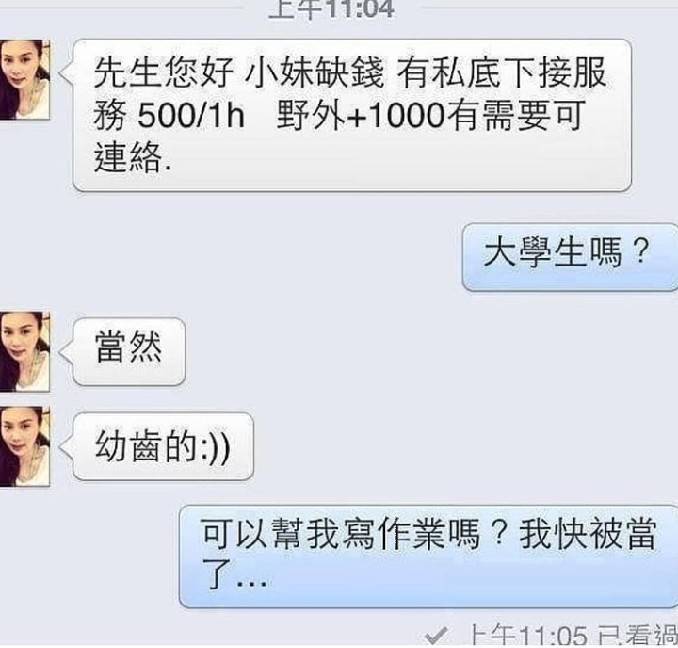 上午11:04
先生您好 小妹缺錢 有私底下接服
務 500/1h 野外+1000有需要可
連絡.
大學生嗎？
當然
幼齒的:))
可以幫我寫作業嗎？我快被當
了...
✓ 上午11:05 已看過